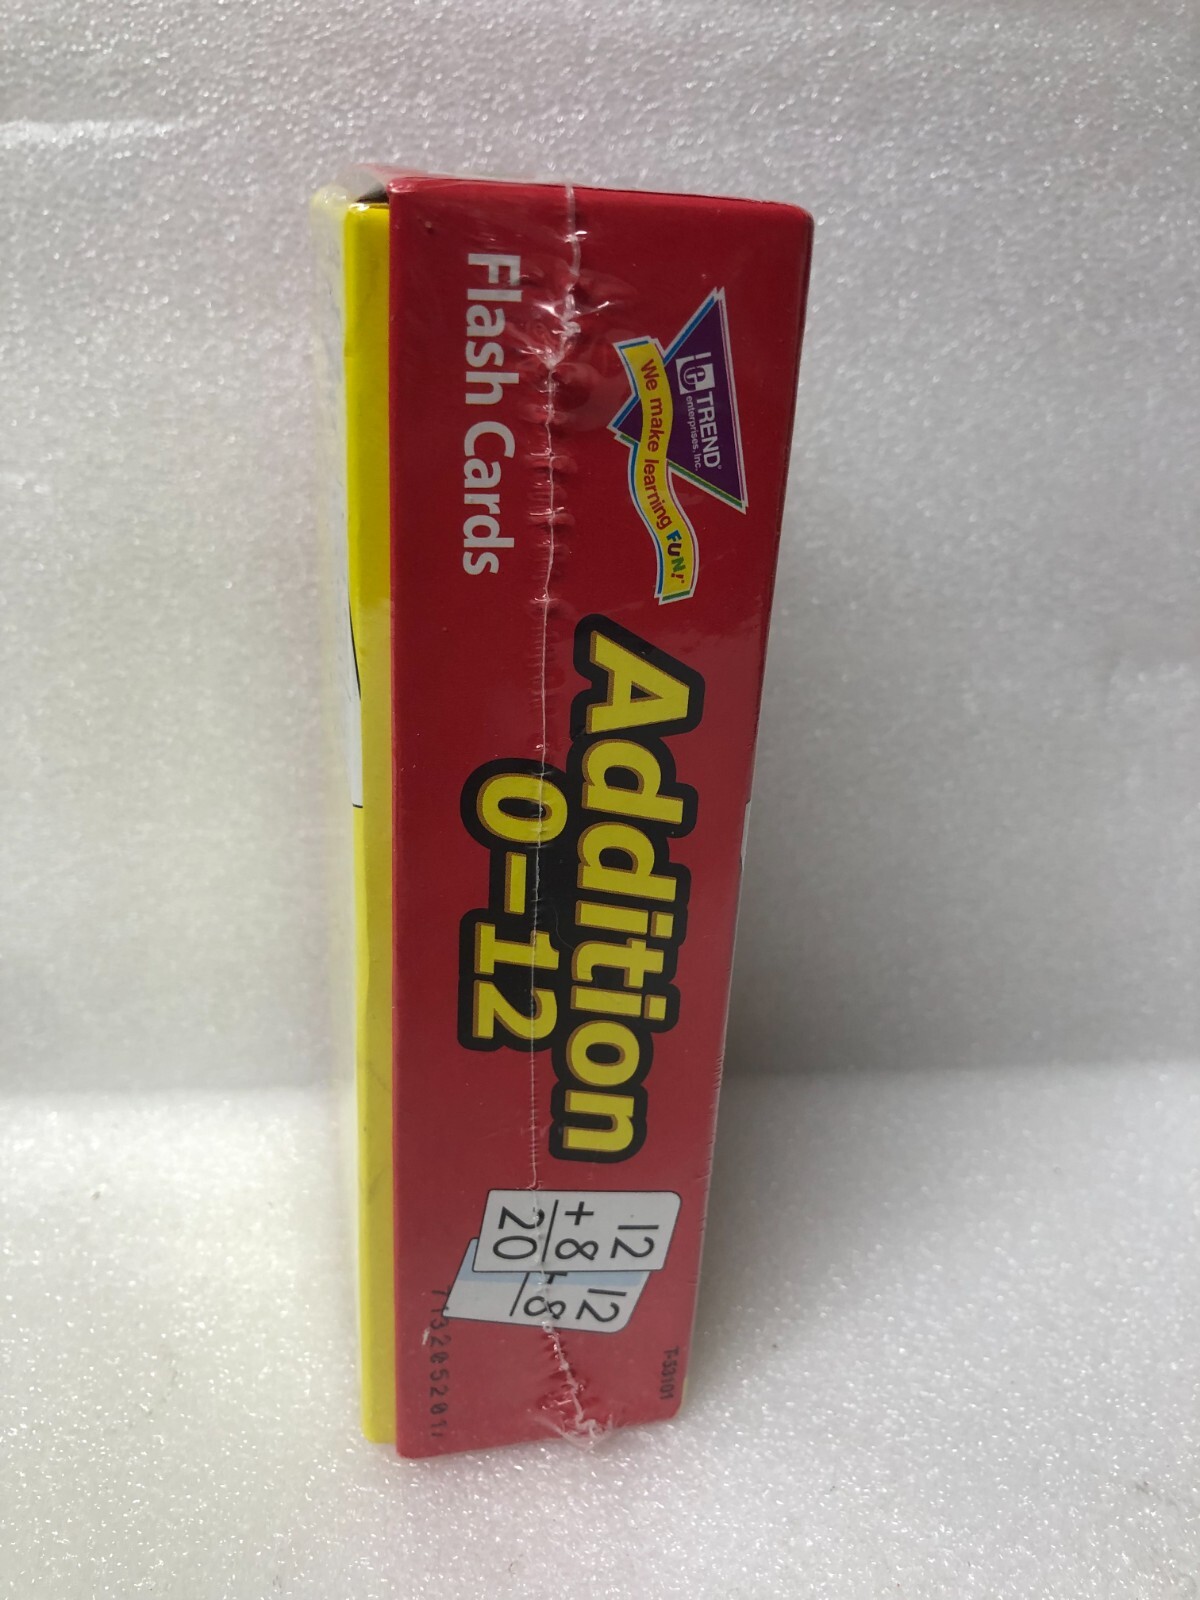 TREND®
enterprises, Inc.
We make learning FUN!
Flash Cards
Addition
0-12
12
+ 8
20
12
+ 8
T-53101